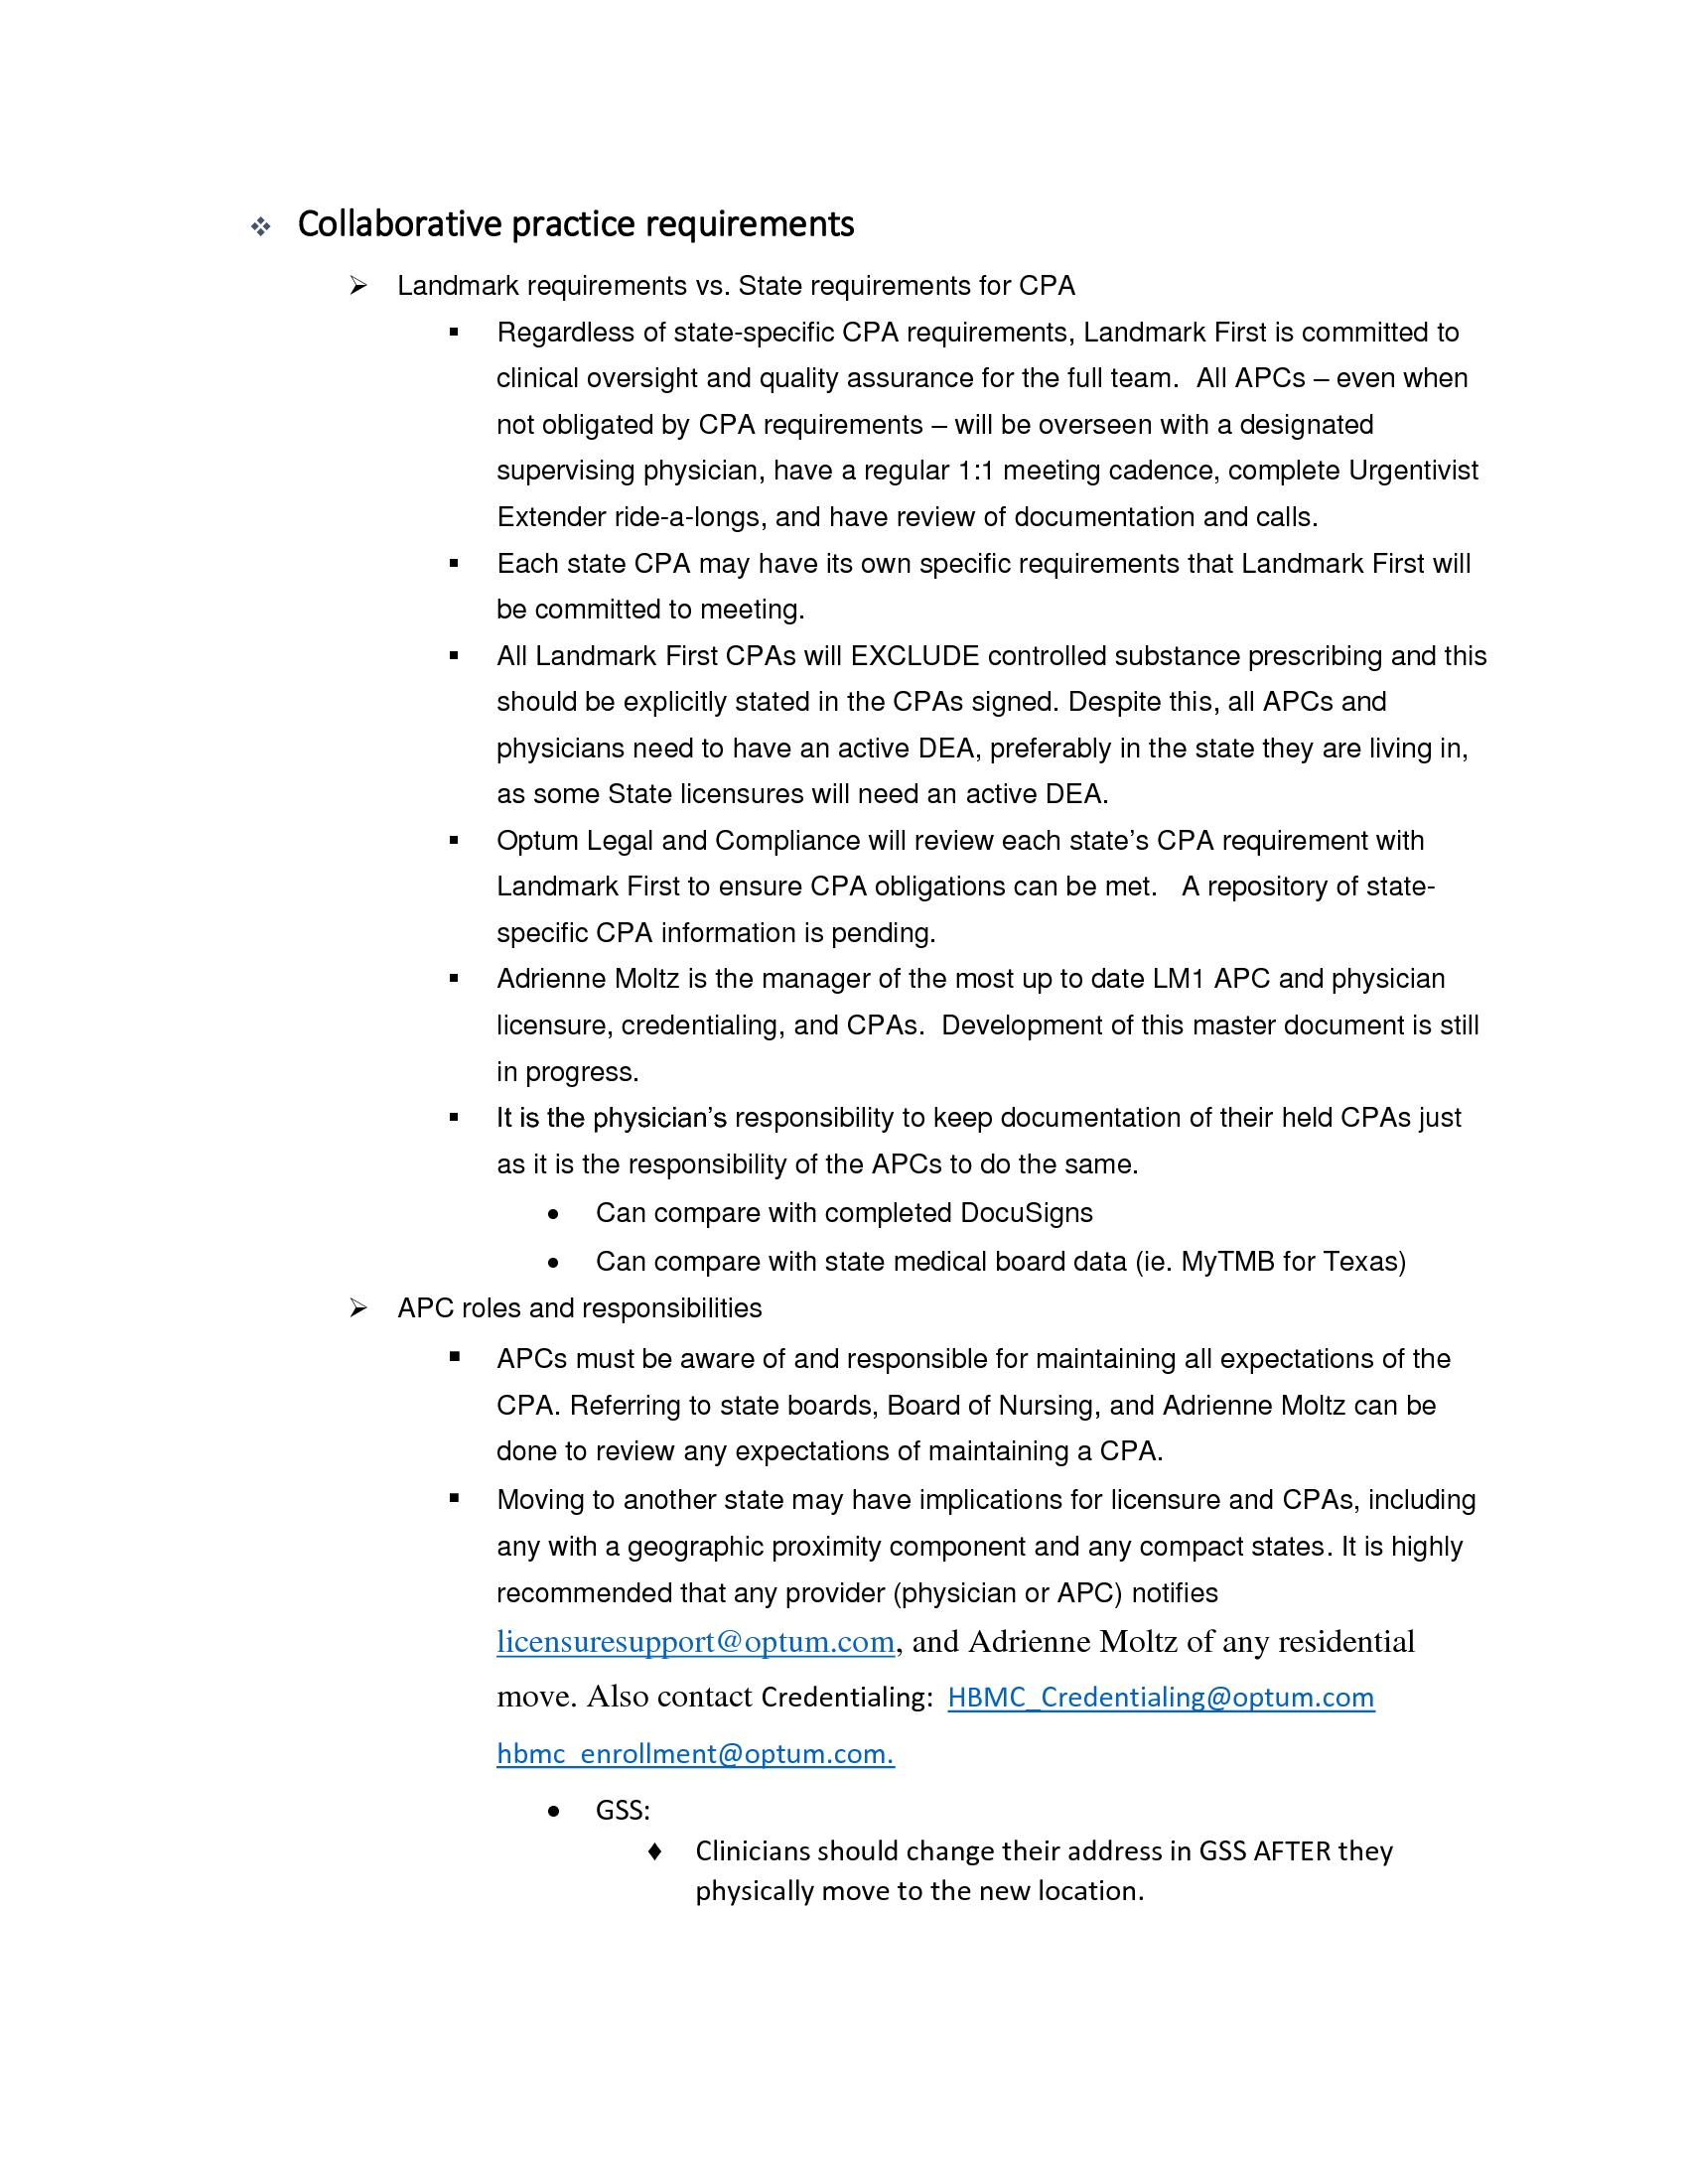 Collaborative practice requirements
Landmark requirements vs. State requirements for CPA
Regardless of state-specific CPA requirements, Landmark First is committed to
clinical oversight and quality assurance for the full team.  All APCs – even when
not obligated by CPA requirements – will be overseen with a designated
supervising physician, have a regular 1:1 meeting cadence, complete Urgentivist
Extender ride-a-longs, and have review of documentation and calls.
Each state CPA may have its own specific requirements that Landmark First will
be committed to meeting.
All Landmark First CPAs will EXCLUDE controlled substance prescribing and this
should be explicitly stated in the CPAs signed. Despite this, all APCs and
physicians need to have an active DEA, preferably in the state they are living in,
as some State licensures will need an active DEA.
Optum Legal and Compliance will review each state’s CPA requirement with
Landmark First to ensure CPA obligations can be met.   A repository of state-
specific CPA information is pending.
Adrienne Moltz is the manager of the most up to date LM1 APC and physician
licensure, credentialing, and CPAs.  Development of this master document is still
in progress.
It is the physician’s responsibility to keep documentation of their held CPAs just
as it is the responsibility of the APCs to do the same.
Can compare with completed DocuSigns
Can compare with state medical board data (ie. MyTMB for Texas)
APC roles and responsibilities
APCs must be aware of and responsible for maintaining all expectations of the
CPA. Referring to state boards, Board of Nursing, and Adrienne Moltz can be
done to review any expectations of maintaining a CPA.
Moving to another state may have implications for licensure and CPAs, including
any with a geographic proximity component and any compact states. It is highly
recommended that any provider (physician or APC) notifies
licensuresupport@optum.com, and Adrienne Moltz of any residential
move. Also contact Credentialing:  HBMC_Credentialing@optum.com
hbmc_enrollment@optum.com.
GSS:
Clinicians should change their address in GSS AFTER they
physically move to the new location.